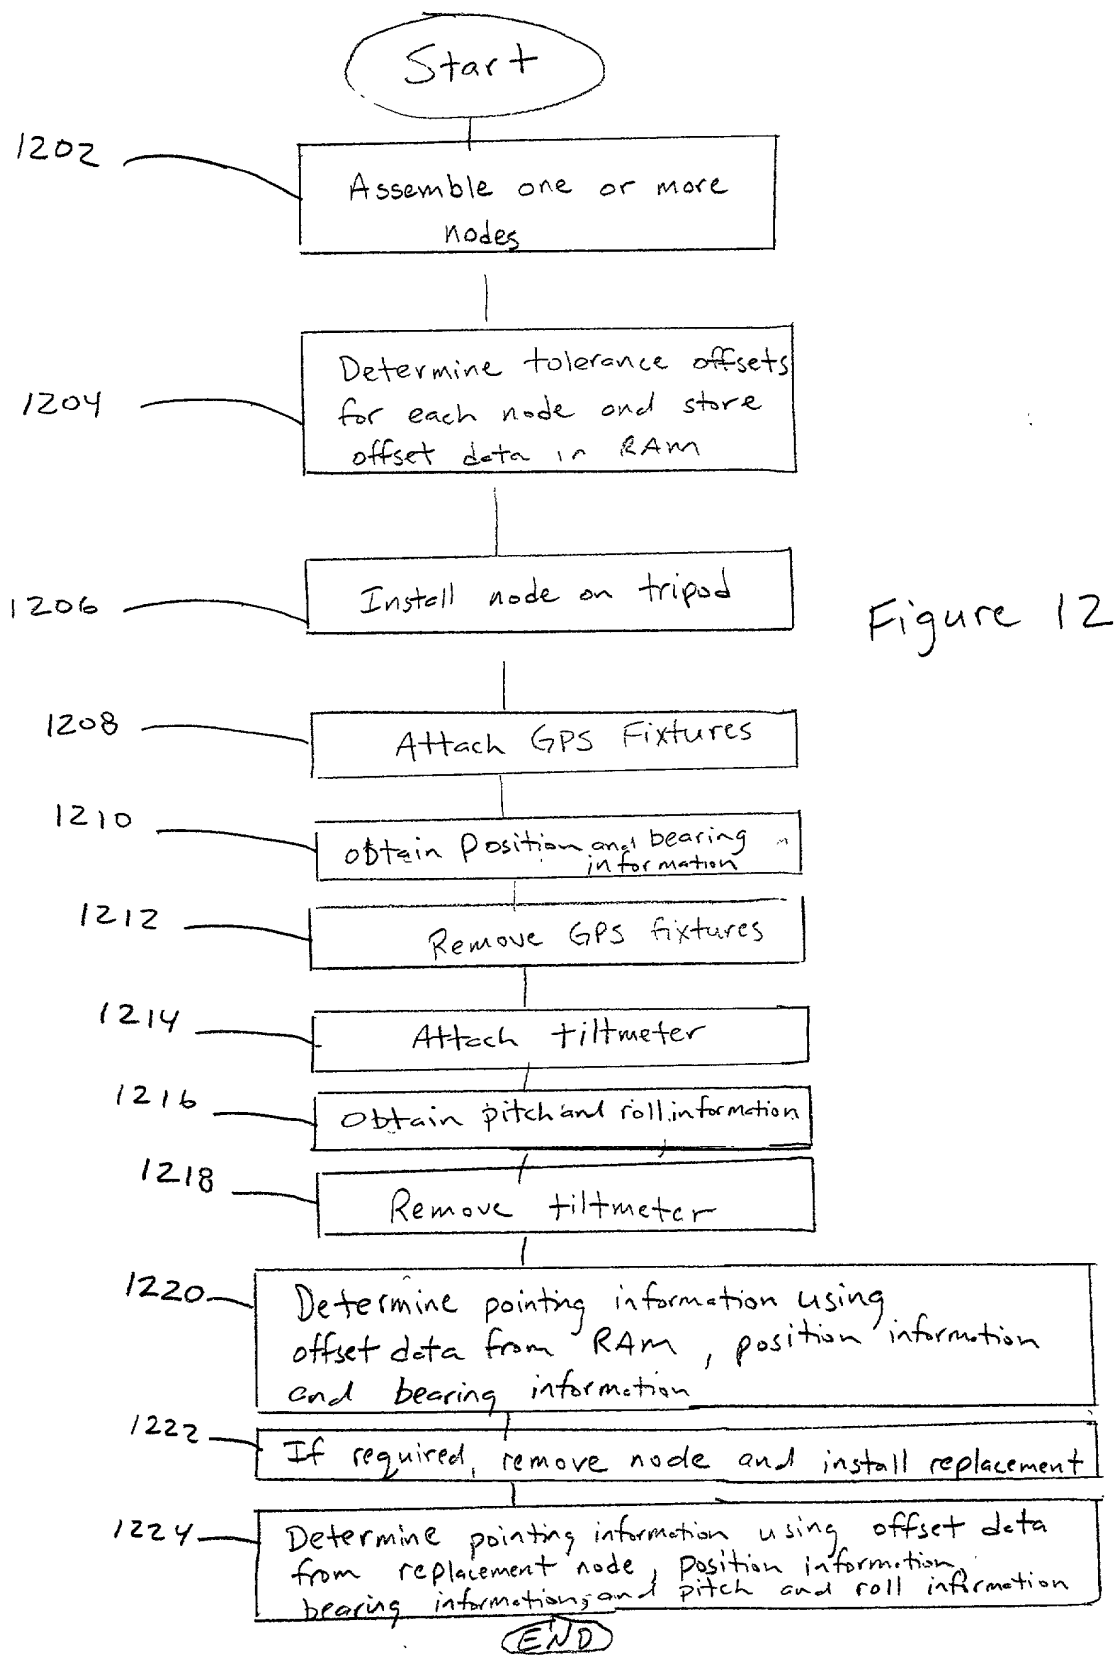 Start
1202
Assemble one or more
nodes
1204
Determine tolerance offsets
for each node and store
offset data in RAM
1206
Install node on tripod
Figure 12
1208
Attach GPS Fixtures
1210
Obtain Position and bearing
information
1212
Remove GPS fixtures
1214
Attach tiltmeter
1216
Obtain pitch and roll information
1218
Remove tiltmeter
1220
Determine pointing information using
offset data from RAM, position information
and bearing information
1222
If required, remove node and install replacement
1224
Determine pointing information using offset data
from replacement node, position information,
bearing information, and pitch and roll information
END